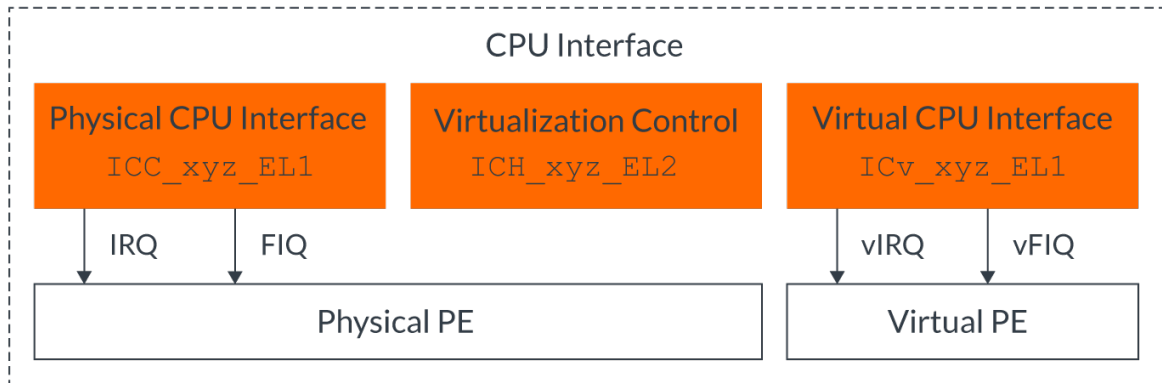 CPU Interface
Physical CPU Interface
ICC_xyz_EL1
Virtualization Control
ICH_xyz_EL2
Virtual CPU Interface
ICv_xyz_EL1
IRQ
FIQ
vIRQ
vFIQ
Physical PE
Virtual PE